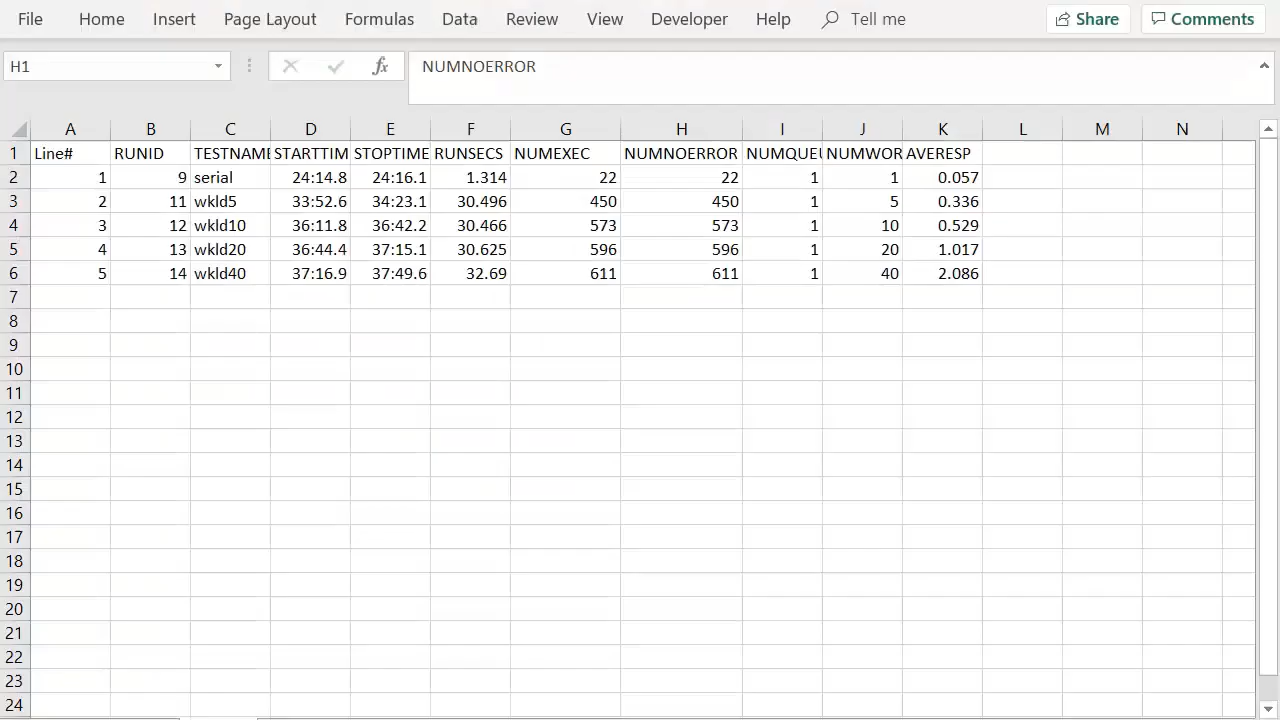 File Home Insert Page Layout Formulas Data Review View Developer Help Tell me Share Comments
H1 fx NUMNOERROR
A B C D E F G H I J K L M N
1 Line# RUNID TESTNAME STARTTIM STOPTIME RUNSECS NUMEXEC NUMNOERROR NUMQUEU NUMWOR AVERESP
2 1 9 serial 24:14.8 24:16.1 1.314 22 22 1 1 0.057
3 2 11 wkld5 33:52.6 34:23.1 30.496 450 450 1 5 0.336
4 3 12 wkld10 36:11.8 36:42.2 30.466 573 573 1 10 0.529
5 4 13 wkld20 36:44.4 37:15.1 30.625 596 596 1 20 1.017
6 5 14 wkld40 37:16.9 37:49.6 32.69 611 611 1 40 2.086
7
8
9
10
11
12
13
14
15
16
17
18
19
20
21
22
23
24